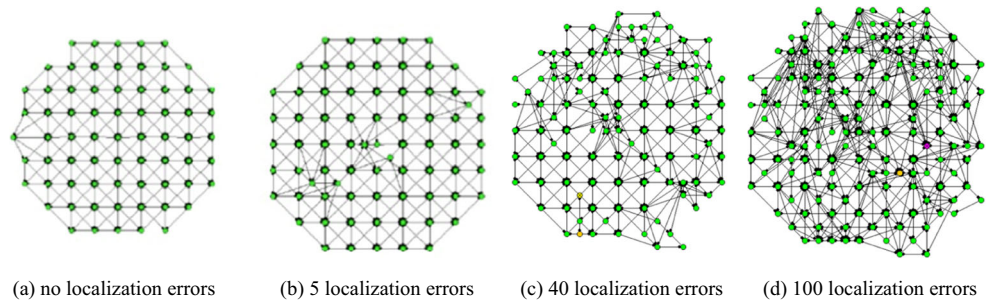 (a) no localization errors
(b) 5 localization errors
(c) 40 localization errors
(d) 100 localization errors